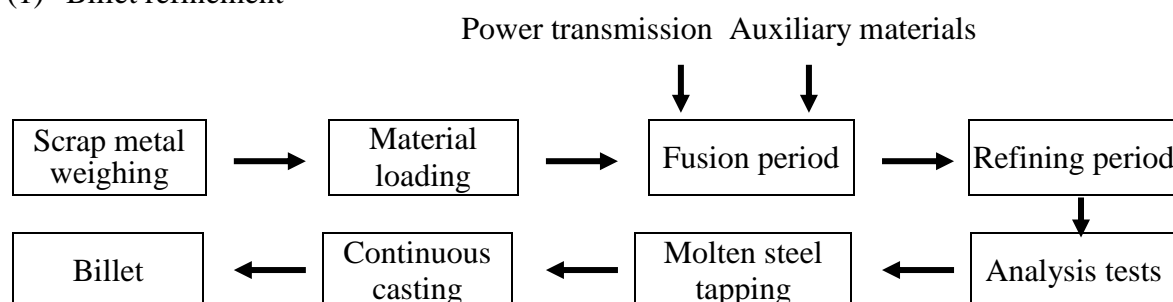 (1) Billet refinement
Power transmission Auxiliary materials
Scrap metal
weighing
Material
loading
Fusion period
Refining period
Billet
Continuous
casting
Molten steel
tapping
Analysis tests